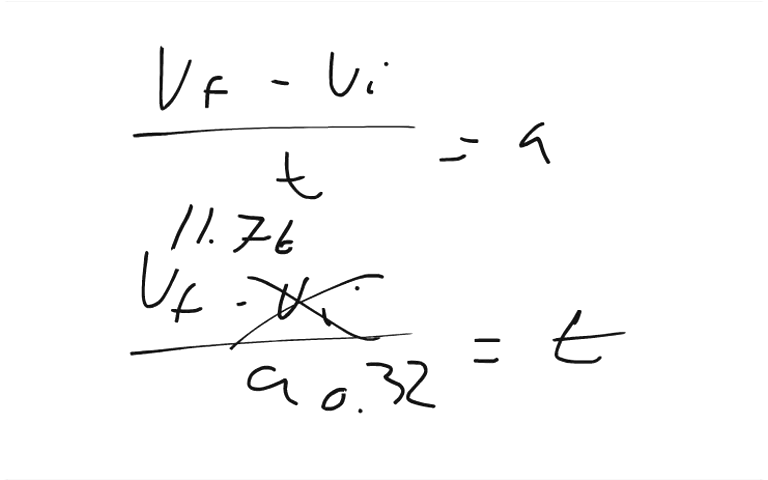 Vf - Vi
t
= a
11.76
Vf - Vi
a 0.32
= t